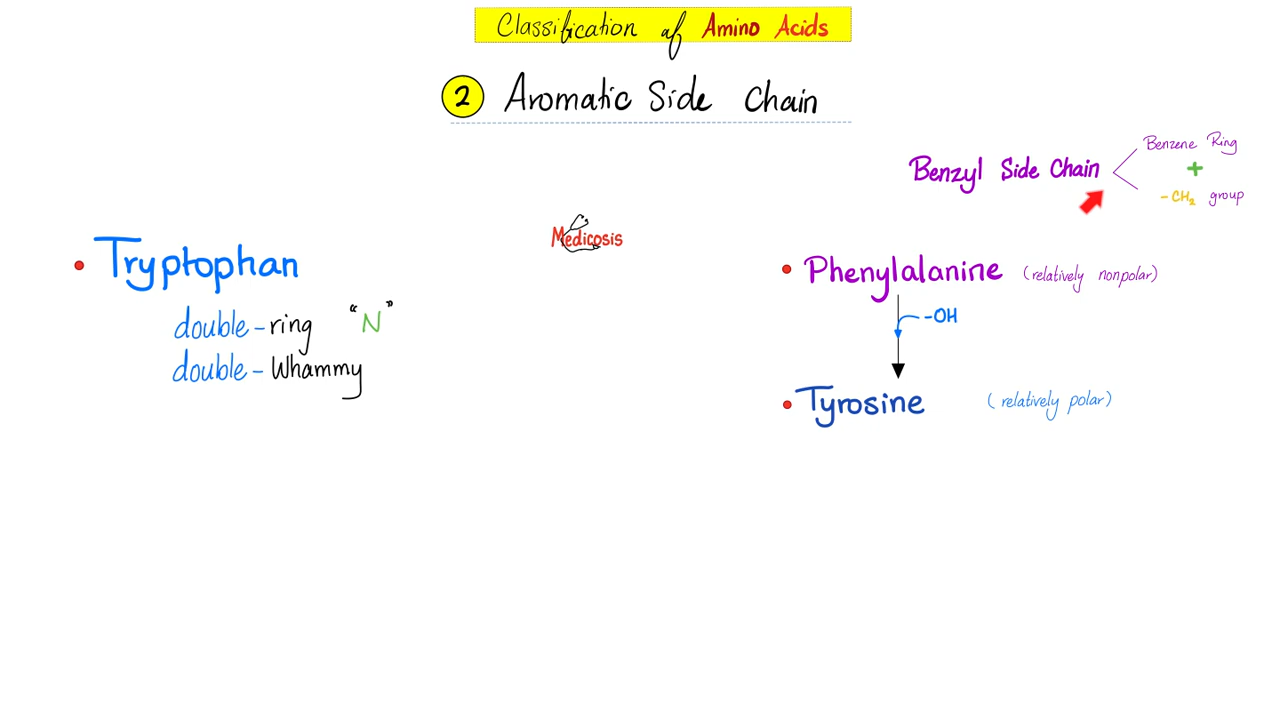 Classification of Amino Acids
2 Aromatic Side Chain
Benzyl Side Chain
Benzene Ring
+
-CH2 group
Medicosis
• Tryptophan
double-ring "N"
double-Whammy
• Phenylalanine (relatively nonpolar)
-OH
• Tyrosine (relatively polar)